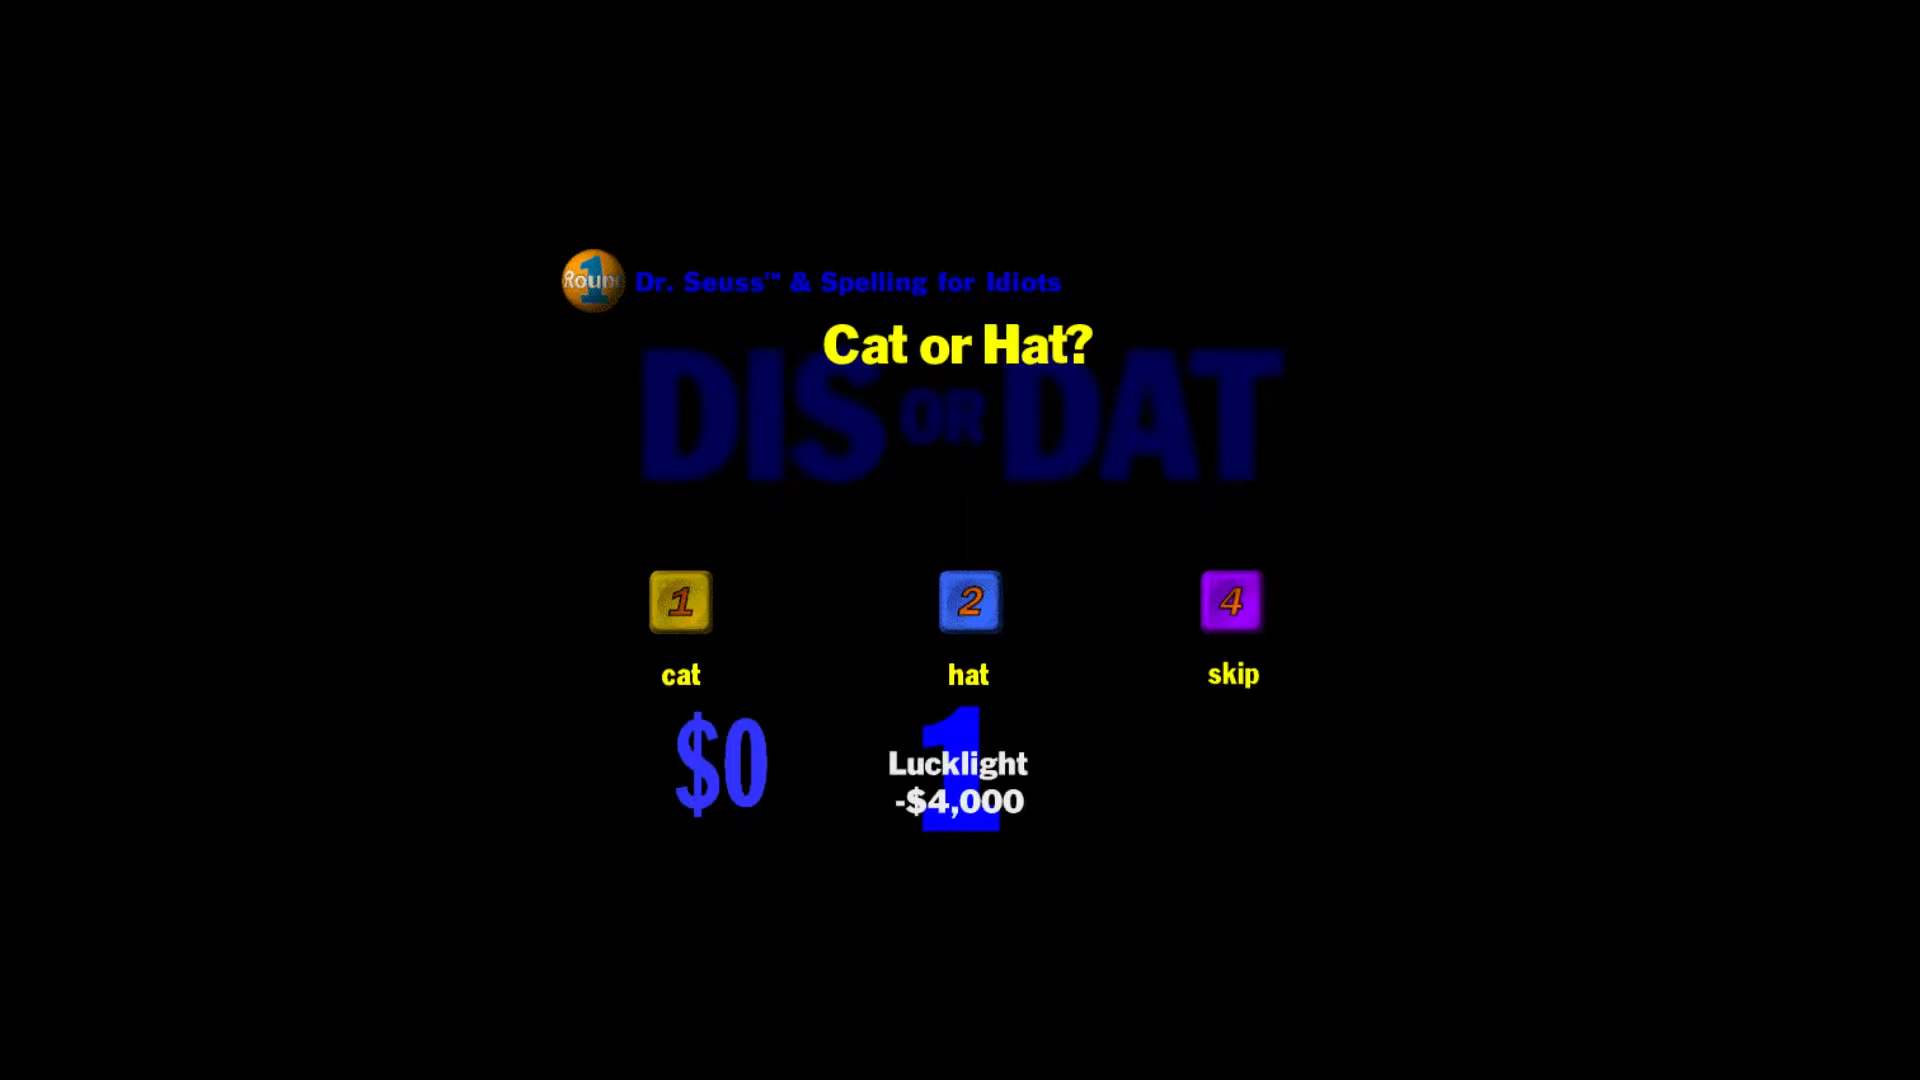 Round 1
Dr. Seuss™ & Spelling for Idiots
Cat or Hat?
DIS OR DAT
1 2 4
cat hat skip
$0
1
Lucklight
-$4,000